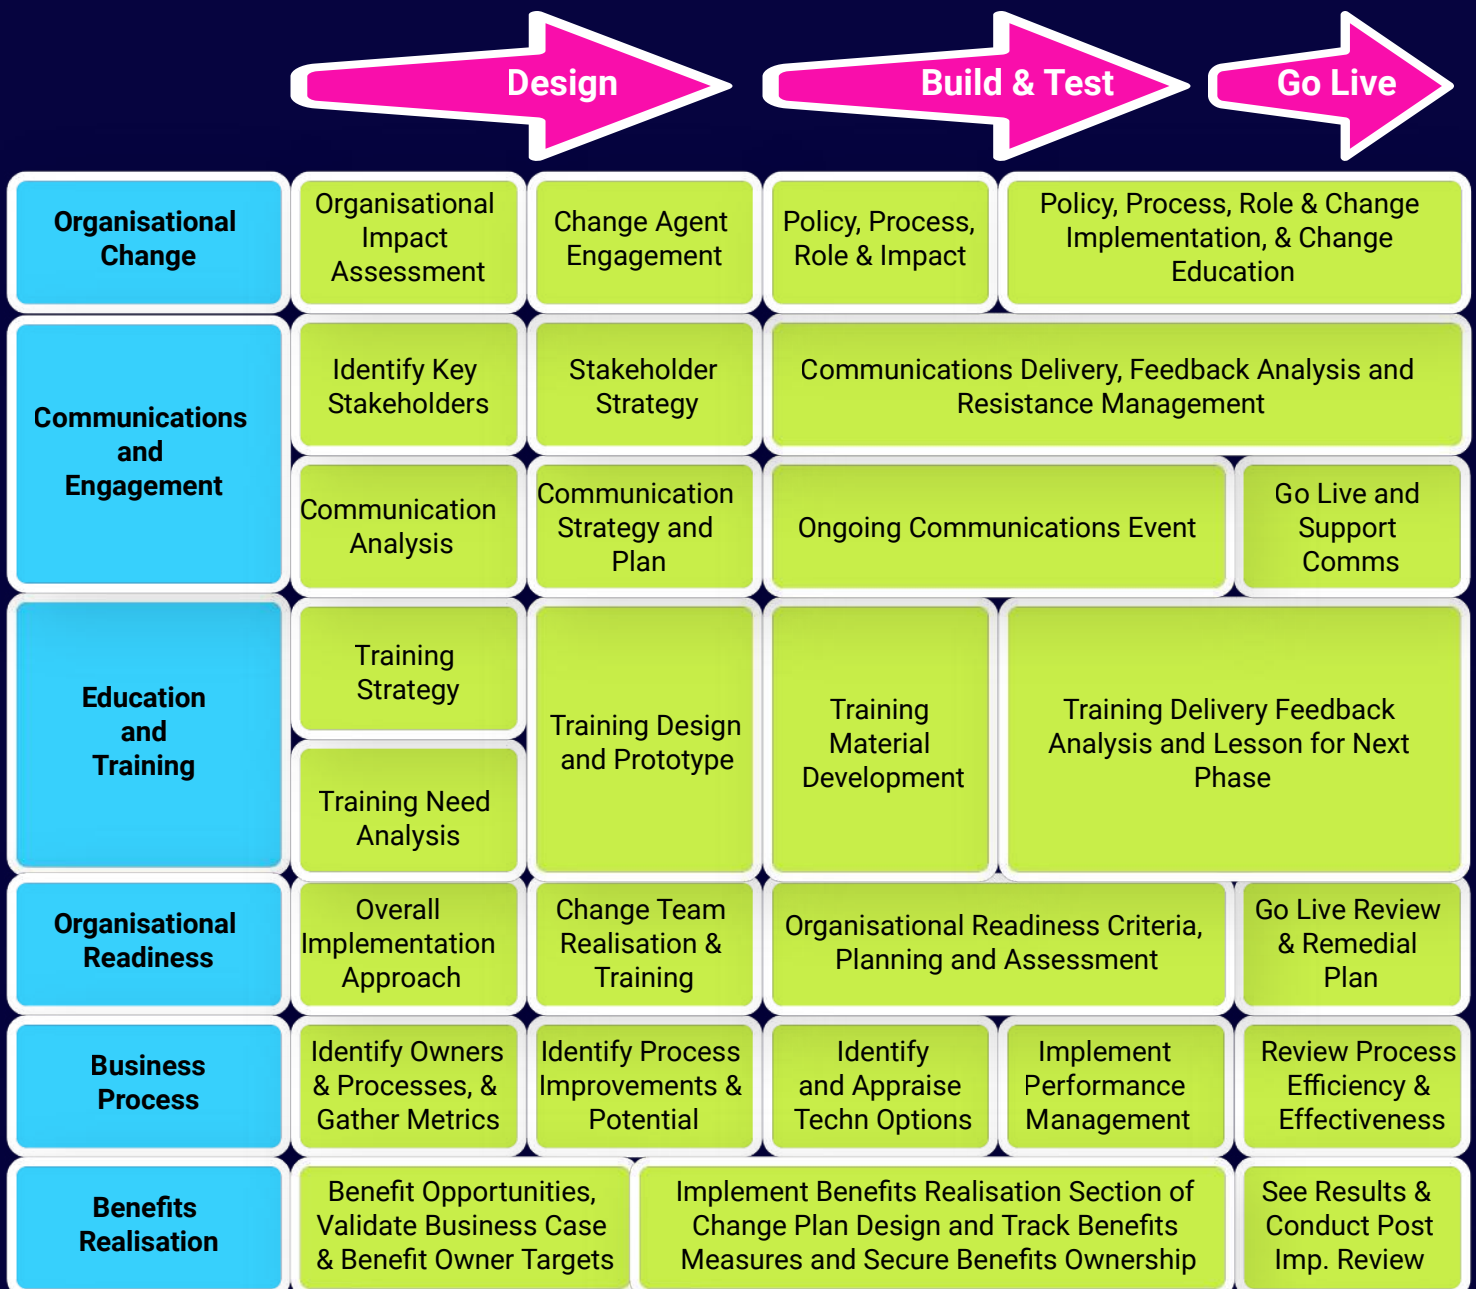 Design
Build & Test
Go Live
Organisational
Change
Organisational
Impact
Assessment
Change Agent
Engagement
Policy, Process,
Role & Impact
Policy, Process, Role & Change
Implementation, & Change
Education
Communications
and
Engagement
Identify Key
Stakeholders
Stakeholder
Strategy
Communications Delivery, Feedback Analysis and
Resistance Management
Communication
Analysis
Communication
Strategy and
Plan
Ongoing Communications Event
Go Live and
Support
Comms
Education
and
Training
Training
Strategy
Training Need
Analysis
Training Design
and Prototype
Training
Material
Development
Training Delivery Feedback
Analysis and Lesson for Next
Phase
Organisational
Readiness
Overall
Implementation
Approach
Change Team
Realisation &
Training
Organisational Readiness Criteria,
Planning and Assessment
Go Live Review
& Remedial
Plan
Business
Process
Identify Owners
& Processes, &
Gather Metrics
Identify Process
Improvements &
Potential
Identify
and Appraise
Techn Options
Implement
Performance
Management
Review Process
Efficiency &
Effectiveness
Benefits
Realisation
Benefit Opportunities,
Validate Business Case
& Benefit Owner Targets
Implement Benefits Realisation Section of
Change Plan Design and Track Benefits
Measures and Secure Benefits Ownership
See Results &
Conduct Post
Imp. Review